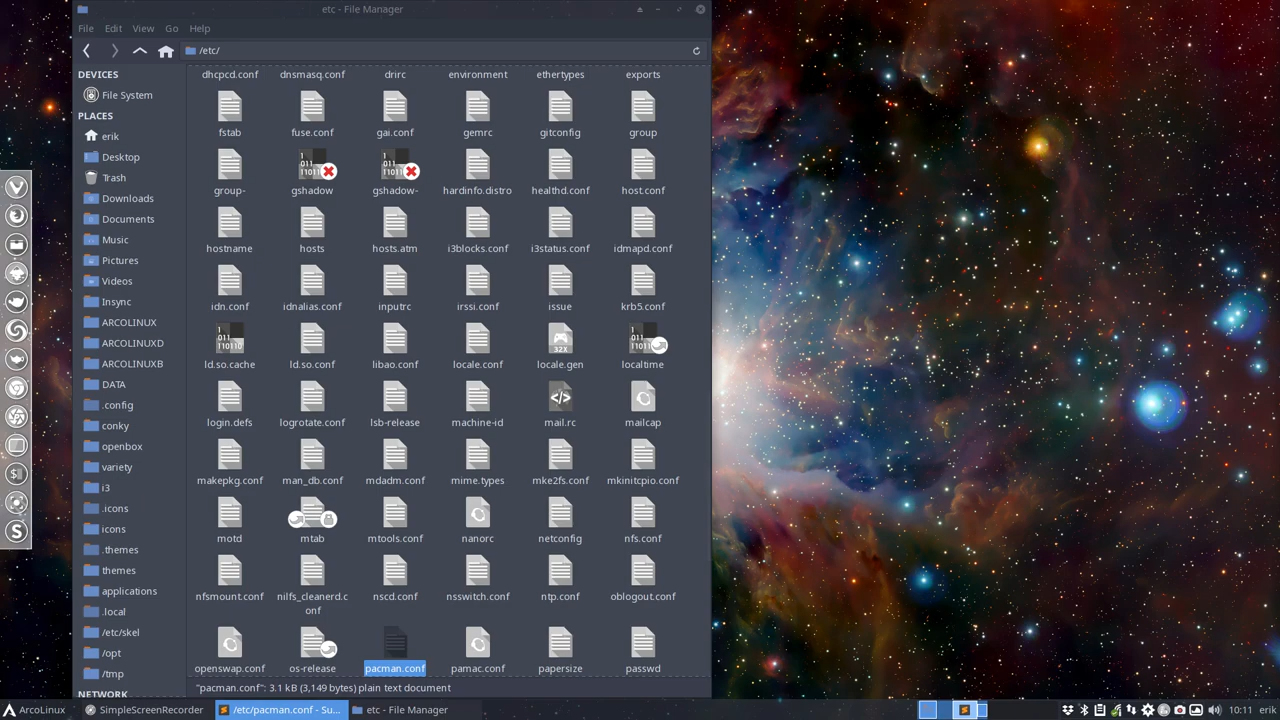 etc - File Manager
File Edit View Go Help
/etc/
DEVICES
File System
PLACES
erik
Desktop
Trash
Downloads
Documents
Music
Pictures
Videos
Insync
ARCOLINUX
ARCOLINUXD
ARCOLINUXB
DATA
.config
conky
openbox
variety
i3
.icons
icons
.themes
themes
applications
.local
/etc/skel
/opt
/tmp
NETWORK
dhcpcd.conf dnsmasq.conf drirc environment ethertypes exports
fstab fuse.conf gai.conf gemrc gitconfig group
group- gshadow gshadow- hardinfo.distro healthd.conf host.conf
hostname hosts hosts.atm i3blocks.conf i3status.conf idmapd.conf
idn.conf idnalias.conf inputrc irssi.conf issue krb5.conf
32X
ld.so.cache ld.so.conf libao.conf locale.conf locale.gen localtime
login.defs logrotate.conf lsb-release machine-id mail.rc mailcap
makepkg.conf man_db.conf mdadm.conf mime.types mke2fs.conf mkinitcpio.conf
motd mtab mtools.conf nanorc netconfig nfs.conf
nfsmount.conf nilfs_cleanerd.c nscd.conf nsswitch.conf ntp.conf oblogout.conf
onf
openswap.conf os-release pacman.conf pamac.conf papersize passwd
"pacman.conf": 3.1 kB (3,149 bytes) plain text document
ArcoLinux SimpleScreenRecorder /etc/pacman.conf - Su... etc - File Manager 10:11 erik